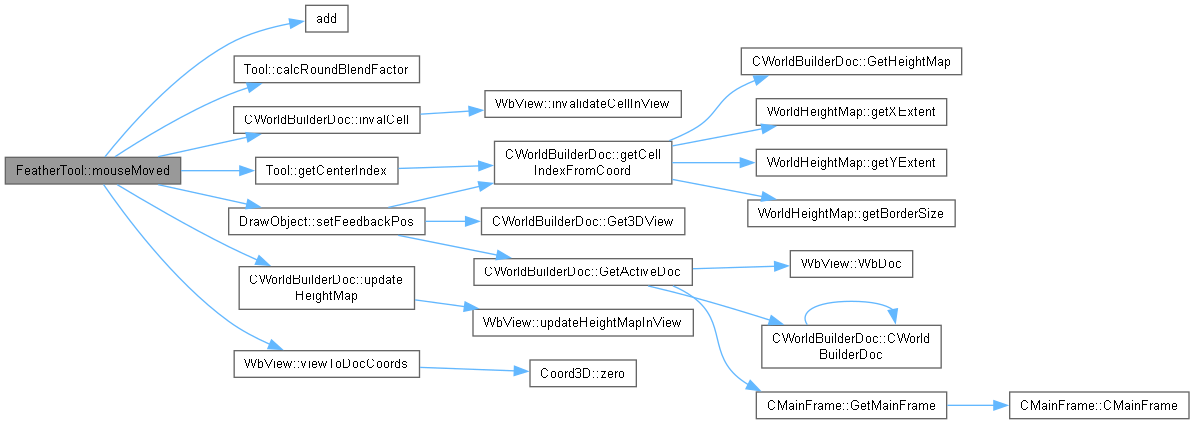 add
Tool::calcRoundBlendFactor
CWorldBuilderDoc::GetHeightMap
WbView::invalidateCellInView
WorldHeightMap::getXExtent
CWorldBuilderDoc::invalCell
FeatherTool::mouseMoved
Tool::getCenterIndex
CWorldBuilderDoc::getCell
IndexFromCoord
WorldHeightMap::getYExtent
WorldHeightMap::getBorderSize
DrawObject::setFeedbackPos
CWorldBuilderDoc::Get3DView
CWorldBuilderDoc::GetActiveDoc
WbView::WbDoc
CWorldBuilderDoc::update
HeightMap
WbView::updateHeightMapInView
CWorldBuilderDoc::CWorld
BuilderDoc
WbView::viewToDocCoords
Coord3D::zero
CMainFrame::GetMainFrame
CMainFrame::CMainFrame